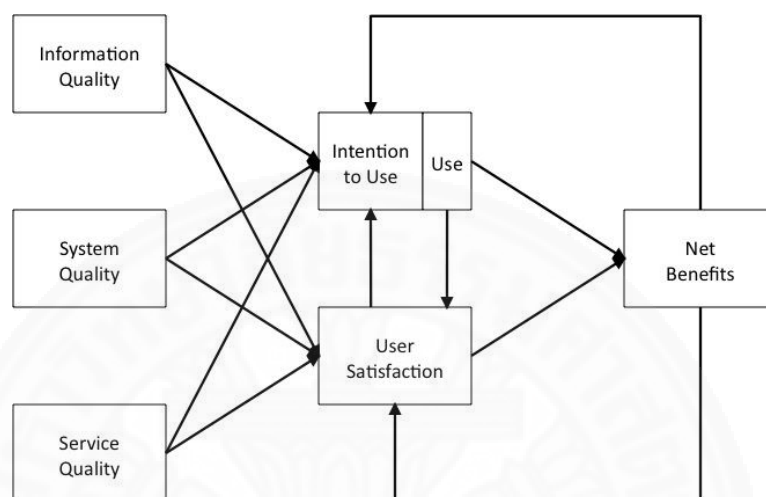 Information
Quality
Intention
to Use
Use
System
Quality
Net
Benefits
User
Satisfaction
Service
Quality